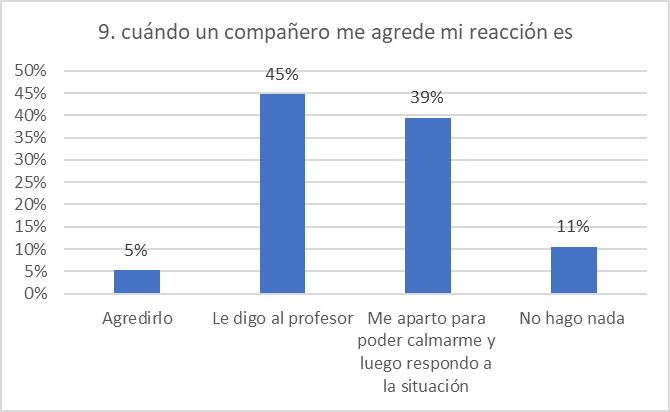 9. cuándo un compañero me agrede mi reacción es
50%
45%
40%
35%
30%
25%
20%
15%
10%
5%
0%
5%
45%
39%
11%
Agredirlo
Le digo al profesor
Me aparto para
poder calmarme y
luego respondo a
la situación
No hago nada